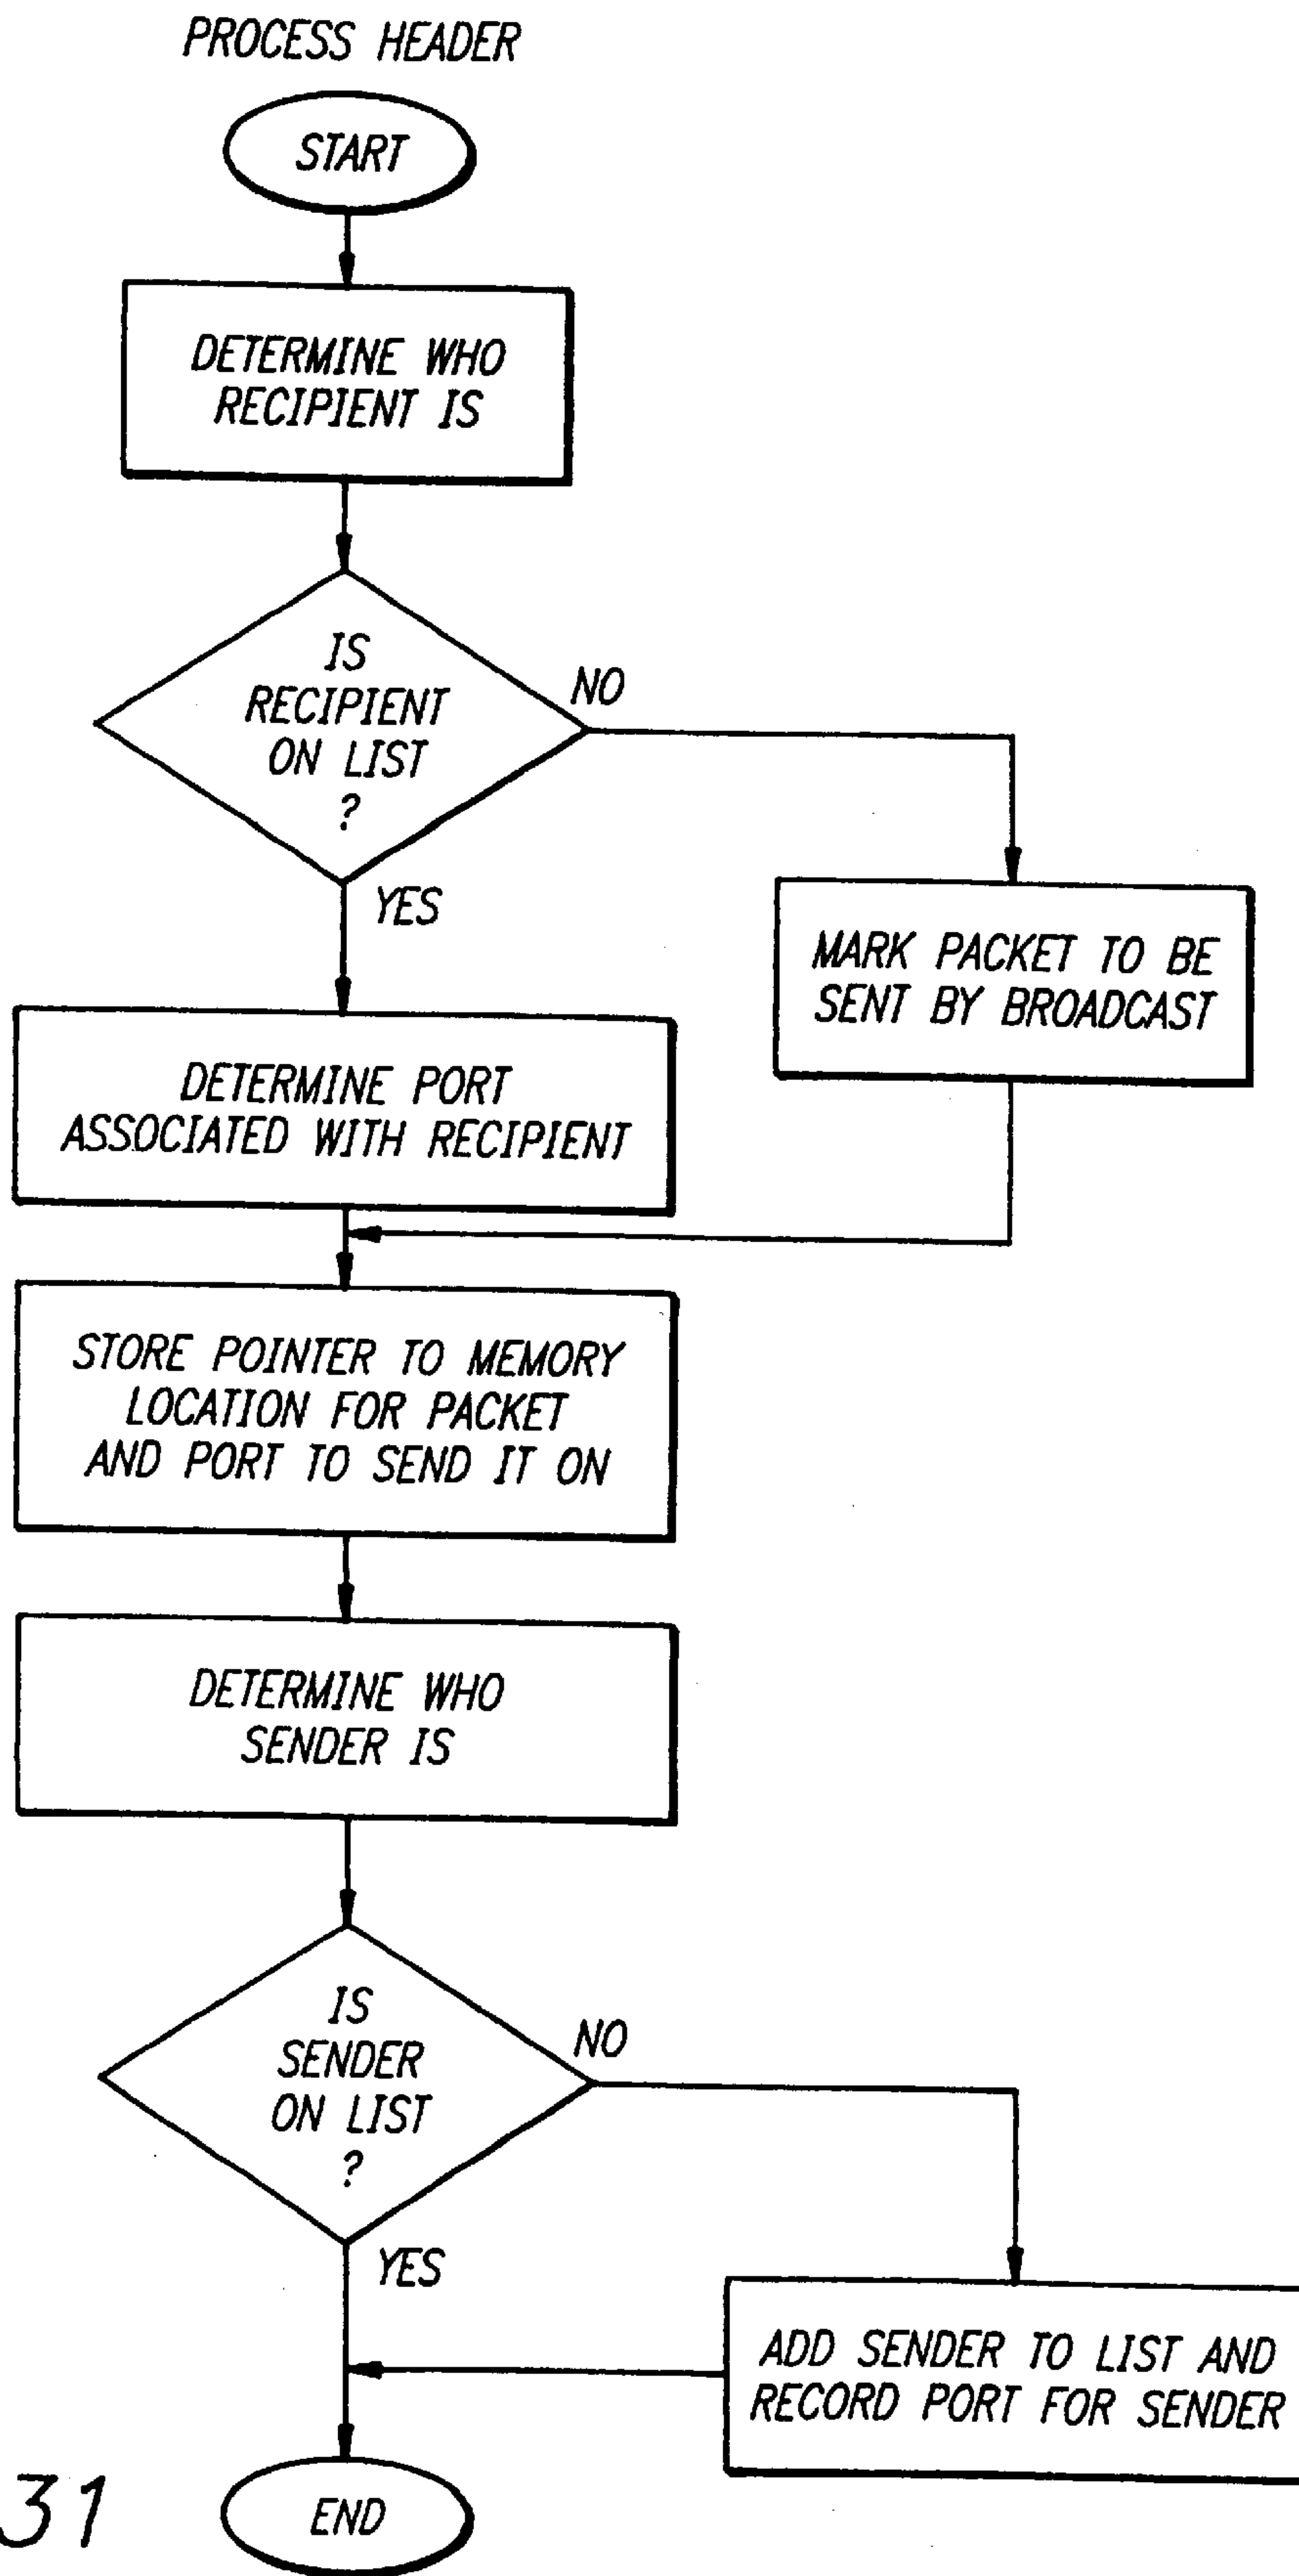 PROCESS HEADER
START
DETERMINE WHO
RECIPIENT IS
IS
RECIPIENT
ON LIST
?
NO
YES
MARK PACKET TO BE
SENT BY BROADCAST
DETERMINE PORT
ASSOCIATED WITH RECIPIENT
STORE POINTER TO MEMORY
LOCATION FOR PACKET
AND PORT TO SEND IT ON
DETERMINE WHO
SENDER IS
IS
SENDER
ON LIST
?
NO
YES
ADD SENDER TO LIST AND
RECORD PORT FOR SENDER
31
END